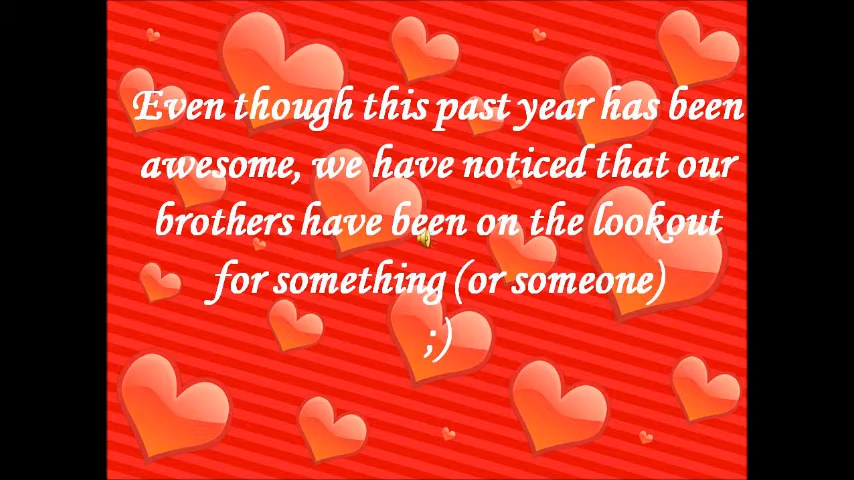 Even though this past year has been
awesome, we have noticed that our
brothers have been on the lookout
for something (or someone)
;)